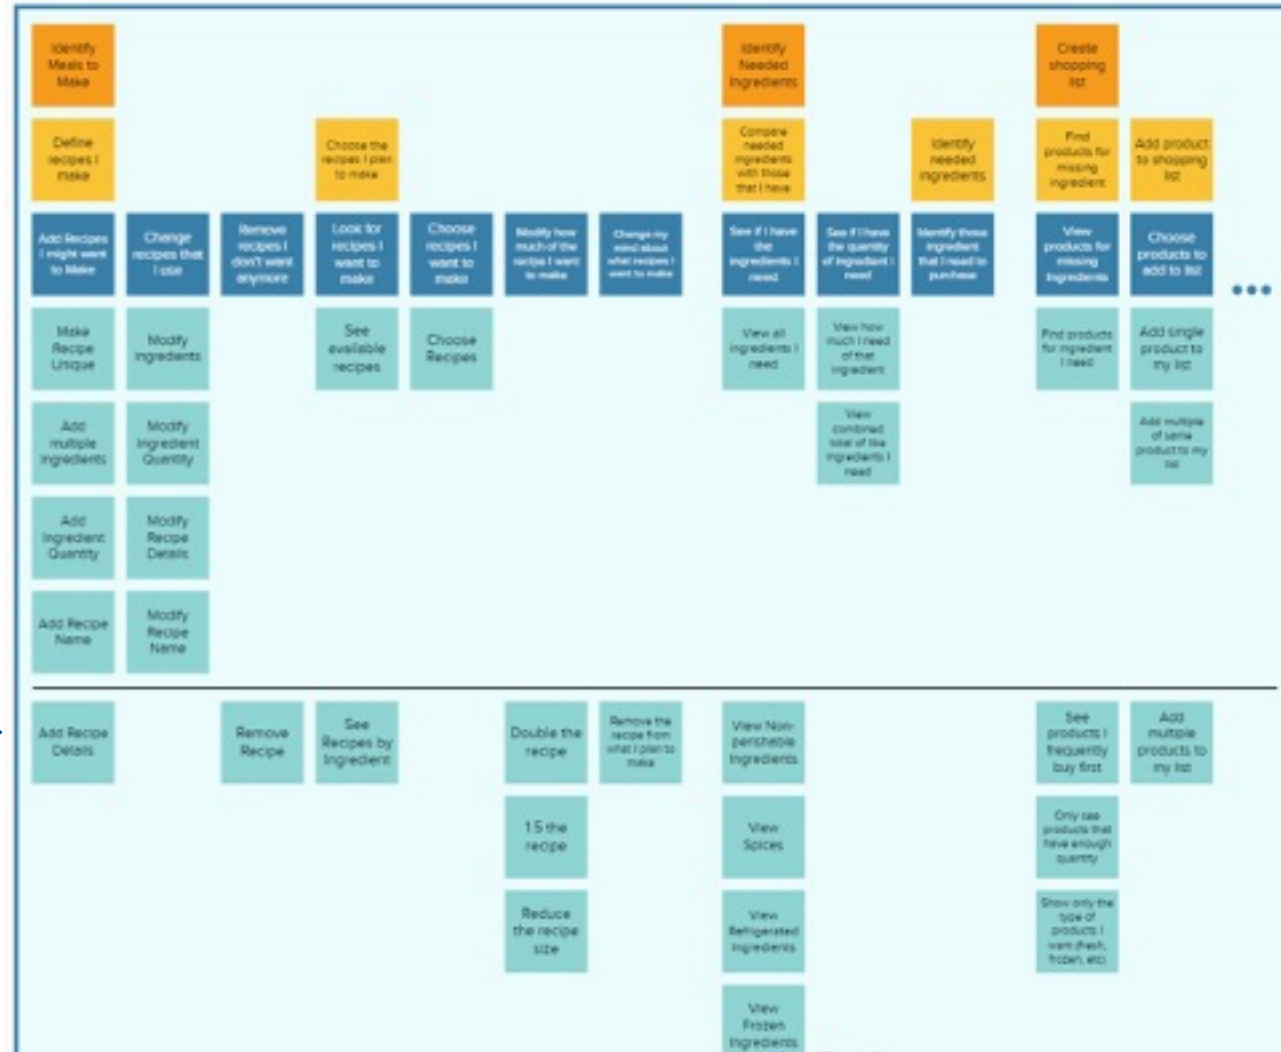 Identify
Meals to
Make
Identify
Needed
Ingredients
Create
shopping
list
Define
recipes I
make
Choose the
recipes I plan
to make
Compare
needed
ingredients
with those
that I have
Identify
needed
ingredients
Find
products for
missing
ingredient
Add product
to shopping
list
Add Recipes
I might want
to Make
Change
recipes that
I use
Remove
recipes I
don't want
anymore
Look for
recipes I
want to
make
Choose
recipes I
want to
make
Modify how
much of the
recipe I want
to make
Change my
mind about
what recipes I
want to make
See if I have
the
ingredients I
need
See if I have
the quantity
of ingredient I
need
Identify those
ingredient
that I need to
purchase
View
products for
missing
ingredients
Choose
products to
add to list
Make
Recipe
Unique
Modify
ingredients
See
available
recipes
Choose
Recipes
View all
ingredients I
need
View how
much I need
of that
ingredient
Find products
for ingredient
I need
Add single
product to
my list
Add
multiple
ingredients
Modify
Ingredient
Quantity
View
combined
total of like
ingredients I
need
Add multiple
of same
product to my
list
Add
Ingredient
Quantity
Modify
Recipe
Details
Add Recipe
Name
Modify
Recipe
Name
Add Recipe
Details
Remove
Recipe
See
Recipes by
Ingredient
Double the
recipe
Remove the
recipe from
what I plan to
make
View Non-
perishable
Ingredients
See
products I
frequently
buy first
Add
multiple
products to
my list
1.5 the
recipe
View
Spices
Only see
products that
have enough
quantity
Reduce
the recipe
size
View
Refrigerated
Ingredients
Show only the
type of
products I
want (fresh,
frozen, etc)
View
Frozen
Ingredients